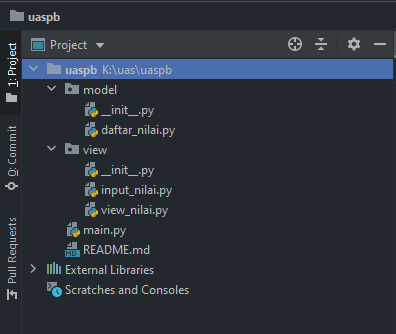 uaspb
Project
uaspb K:\uas\uaspb
model
__init__.py
daftar_nilai.py
view
__init__.py
input_nilai.py
view_nilai.py
main.py
MD README.md
External Libraries
Scratches and Consoles
1: Project
0: Commit
Pull Requests